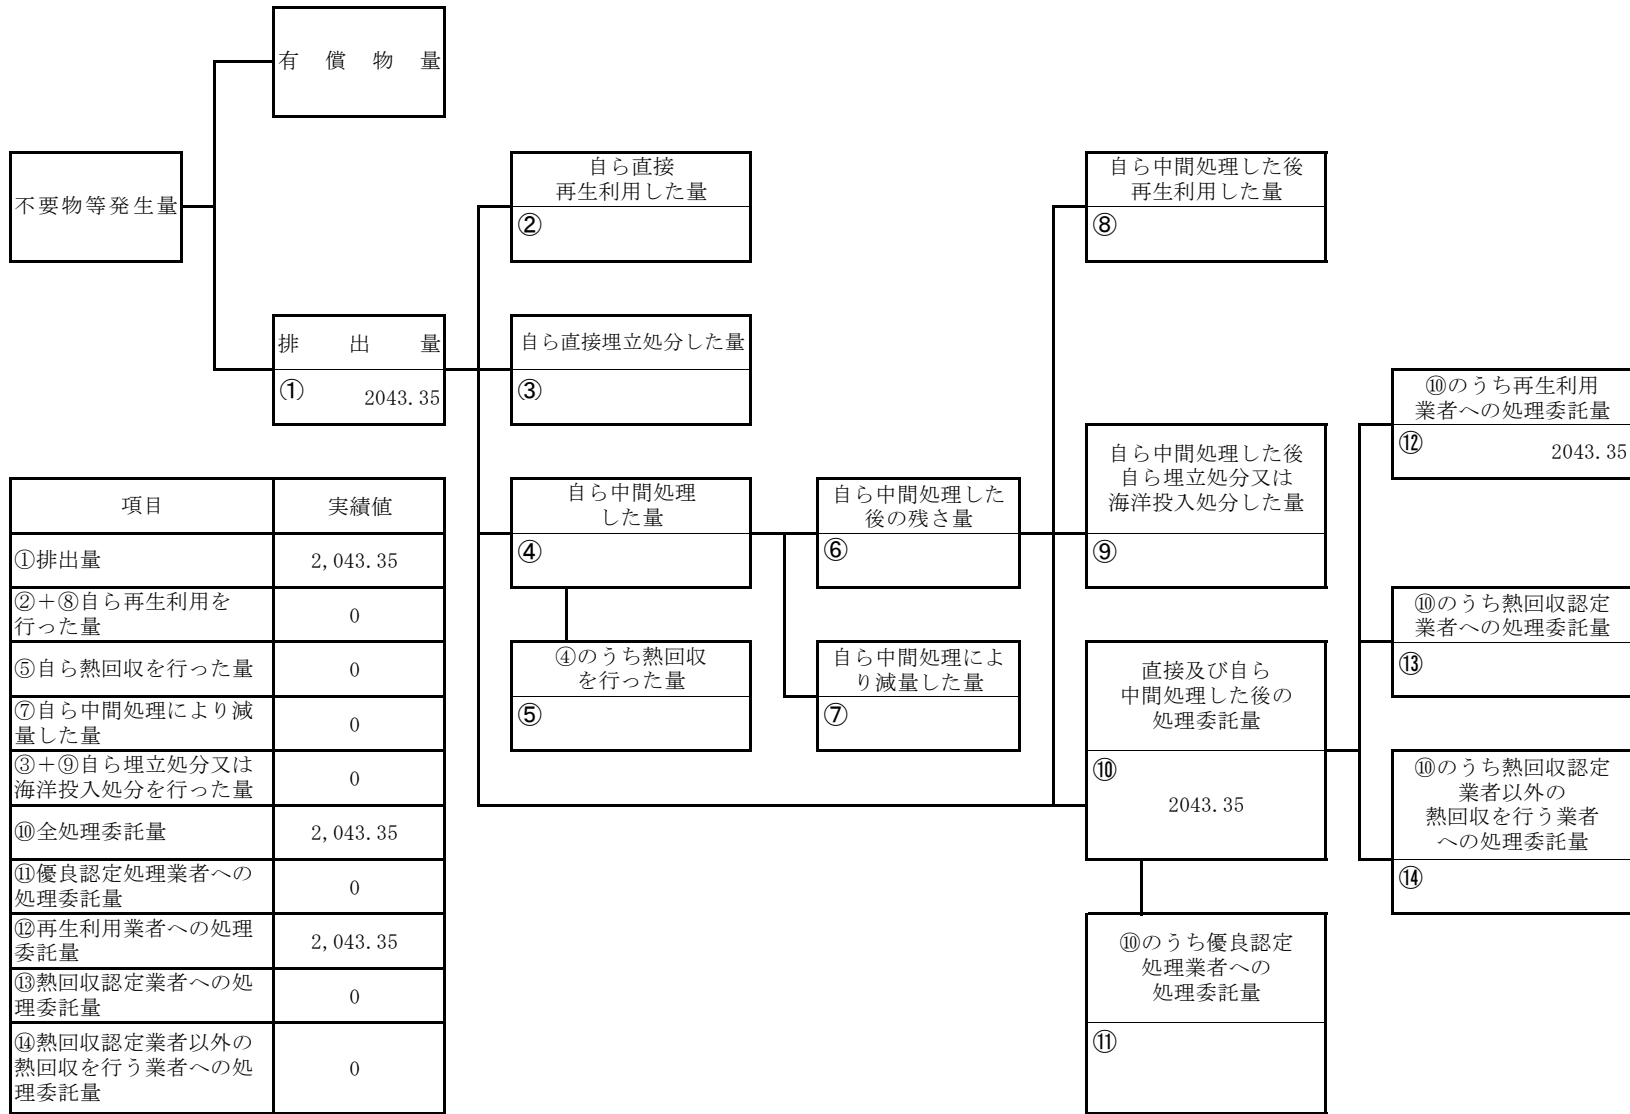 有償物量
不要物等発生量
自ら直接
再生利用した量
②
自ら中間処理した後
再生利用した量
⑧
排出量
① 2043.35
自ら直接埋立処分した量
③
⑩のうち再生利用
業者への処理委託量
⑫ 2043.35
自ら中間処理
した量
④
自ら中間処理した
後の残さ量
⑥
自ら中間処理した後
自ら埋立処分又は
海洋投入処分した量
⑨
④のうち熱回収
を行った量
⑤
自ら中間処理によ
り減量した量
⑦
直接及び自ら
中間処理した後の
処理委託量
⑩
2043.35
⑩のうち熱回収認定
業者への処理委託量
⑬
⑩のうち熱回収認定
業者以外の
熱回収を行う業者
への処理委託量
⑭
⑩のうち優良認定
処理業者への
処理委託量
⑪
項目 実績値
①排出量 2,043.35
②+⑧自ら再生利用を
行った量 0
⑤自ら熱回収を行った量 0
⑦自ら中間処理により減
量した量 0
③+⑨自ら埋立処分又は
海洋投入処分を行った量 0
⑩全処理委託量 2,043.35
⑪優良認定処理業者への
処理委託量 0
⑫再生利用業者への処理
委託量 2,043.35
⑬熱回収認定業者への処
理委託量 0
⑭熱回収認定業者以外の
熱回収を行う業者への処
理委託量 0